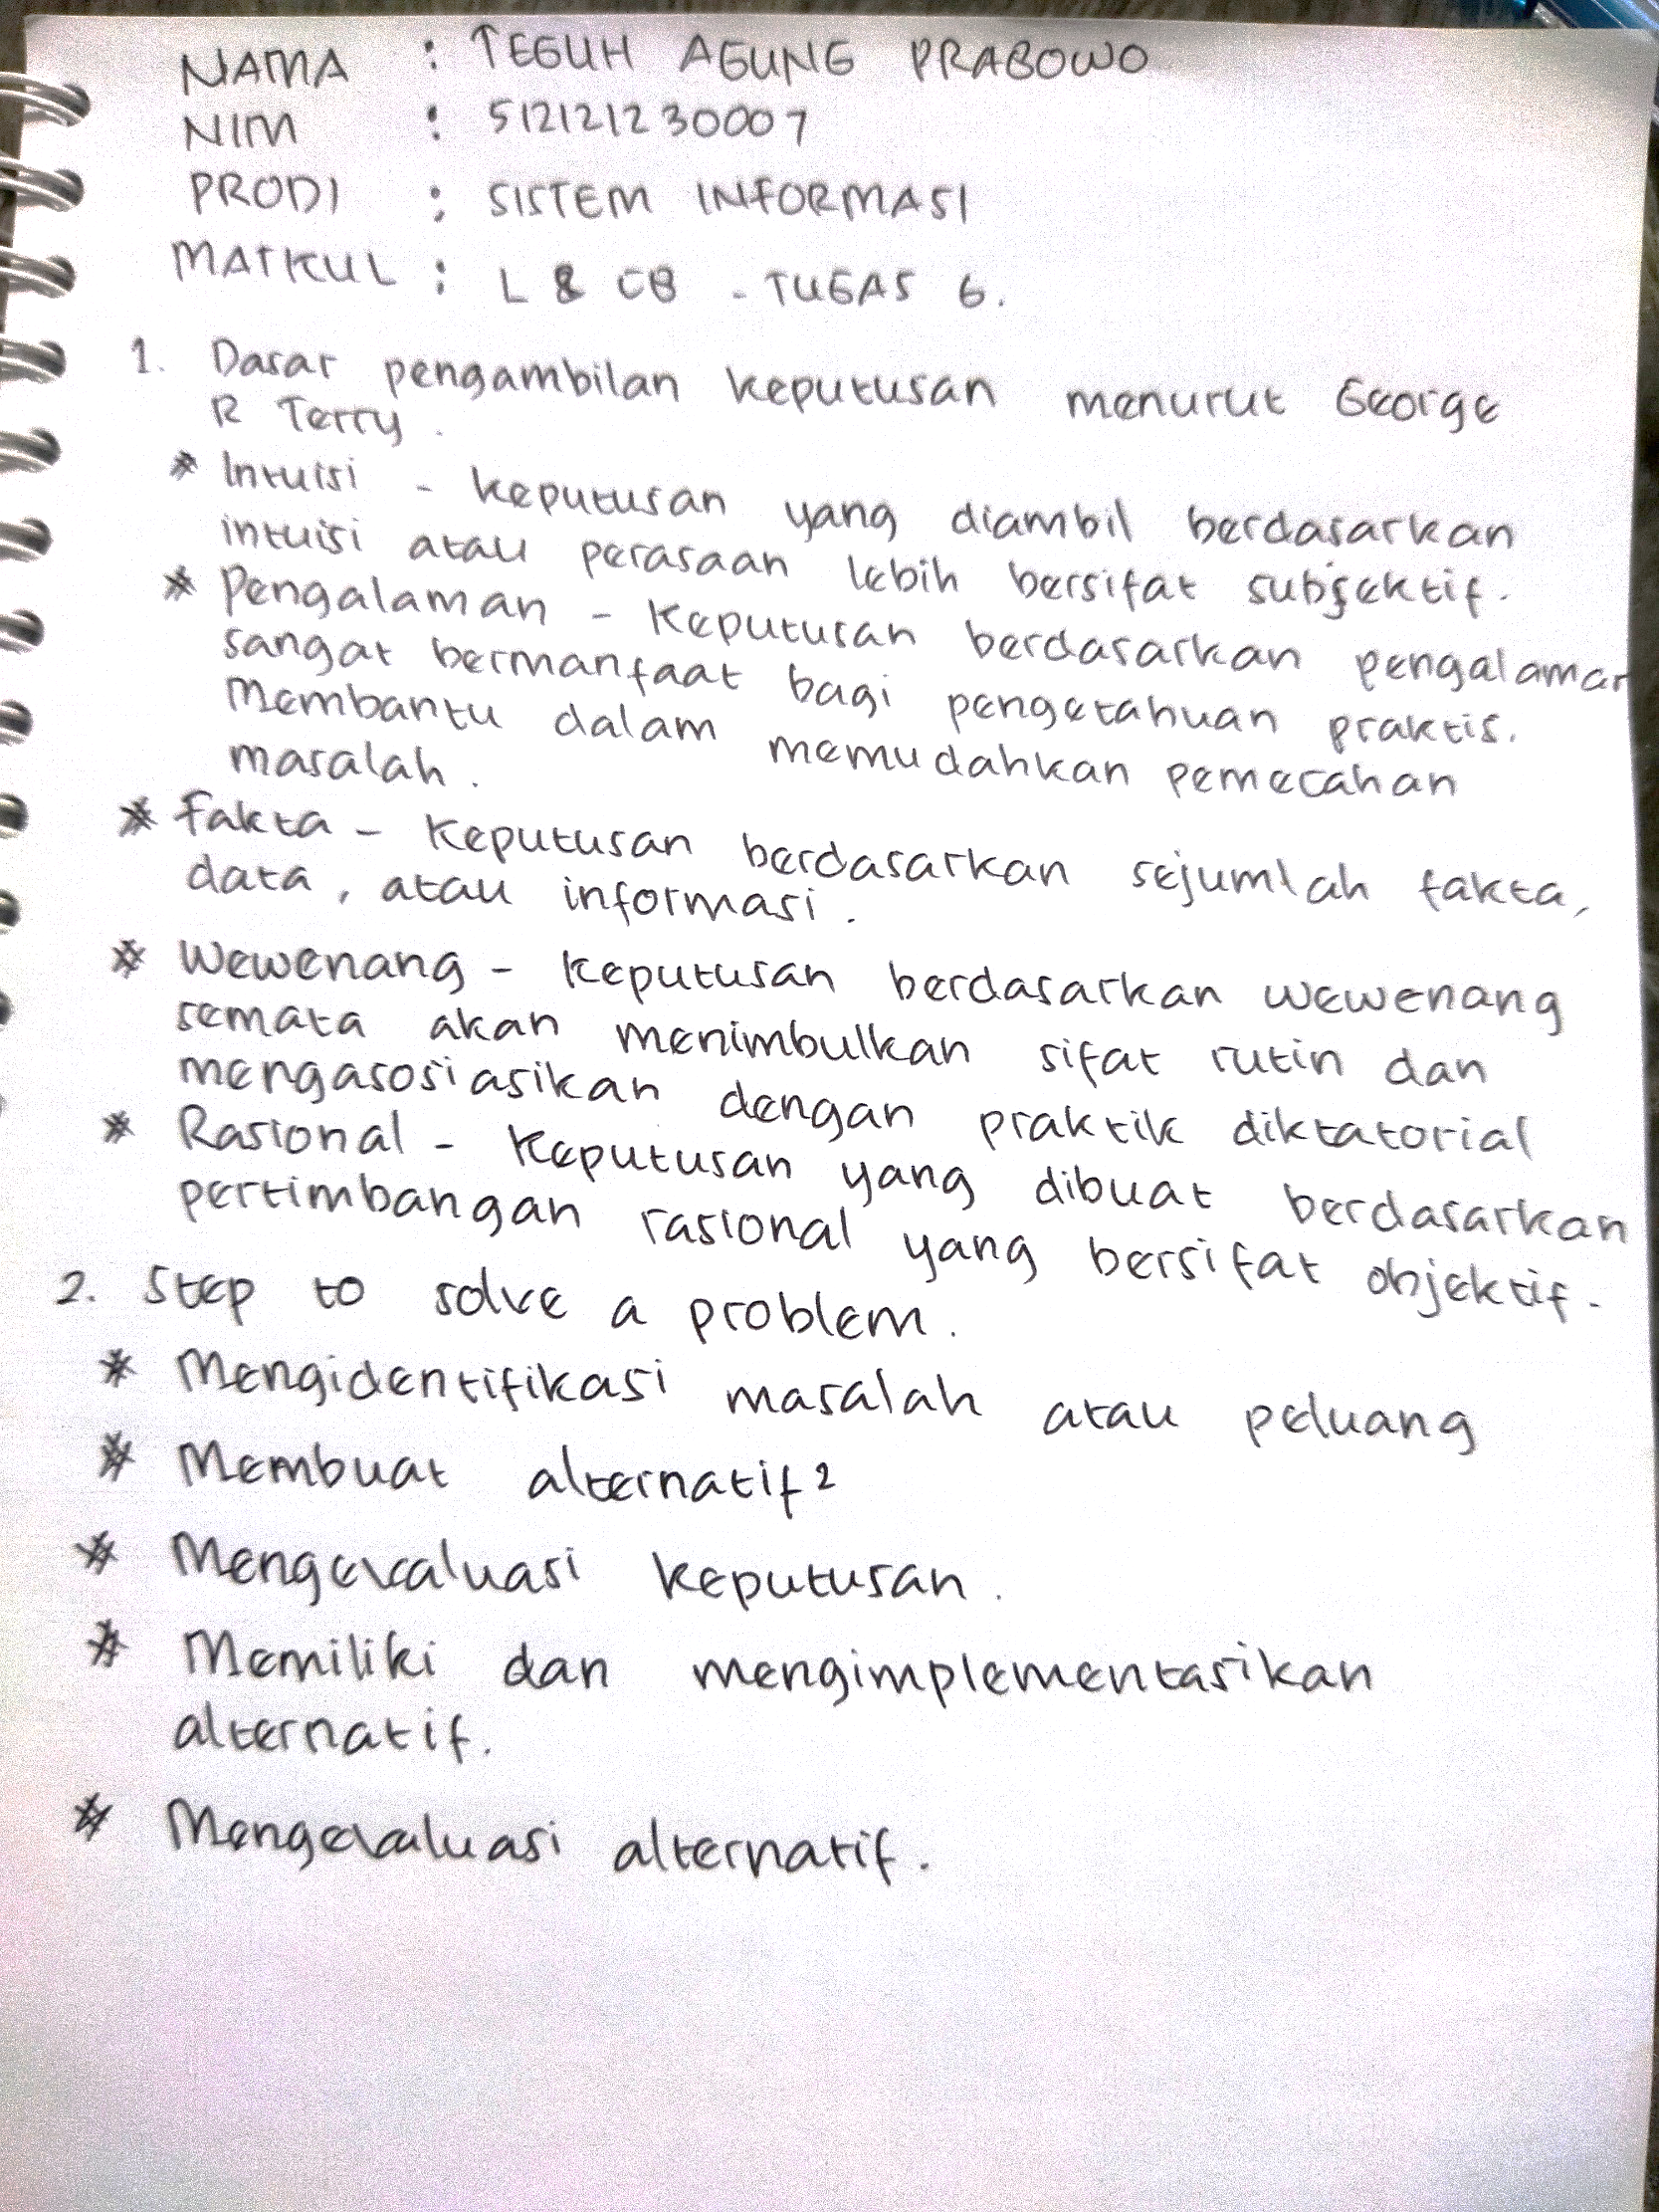 NAMA : TEGUH AGUNG PRABOWO
NIM : 512121230007
PRODI : SISTEM INFORMASI
MATKUL : L & CB - TUGAS 6.
1. Dasar pengambilan keputusan menurut George
R Terry.
* Intuisi - keputusan yang diambil berdasarkan
intuisi atau perasaan lebih bersifat subjektif.
* Pengalaman - Keputusan berdasarkan pengalaman
sangat bermanfaat bagi pengetahuan praktis.
Membantu dalam memudahkan pemecahan
masalah.
* Fakta - Keputusan berdasarkan sejumlah fakta,
data, atau informasi.
* Wewenang - Keputusan berdasarkan wewenang
semata akan menimbulkan sifat rutin dan
mengasosiasikan dengan praktik diktatorial
* Rasional - Keputusan yang dibuat berdasarkan
pertimbangan rasional yang bersifat objektif.
2. Step to solve a problem.
* Mengidentifikasi masalah atau peluang
* Membuat alternatif2
* Mengevaluasi keputusan.
* Memiliki dan mengimplementasikan
alternatif.
* Mengevaluasi alternatif.